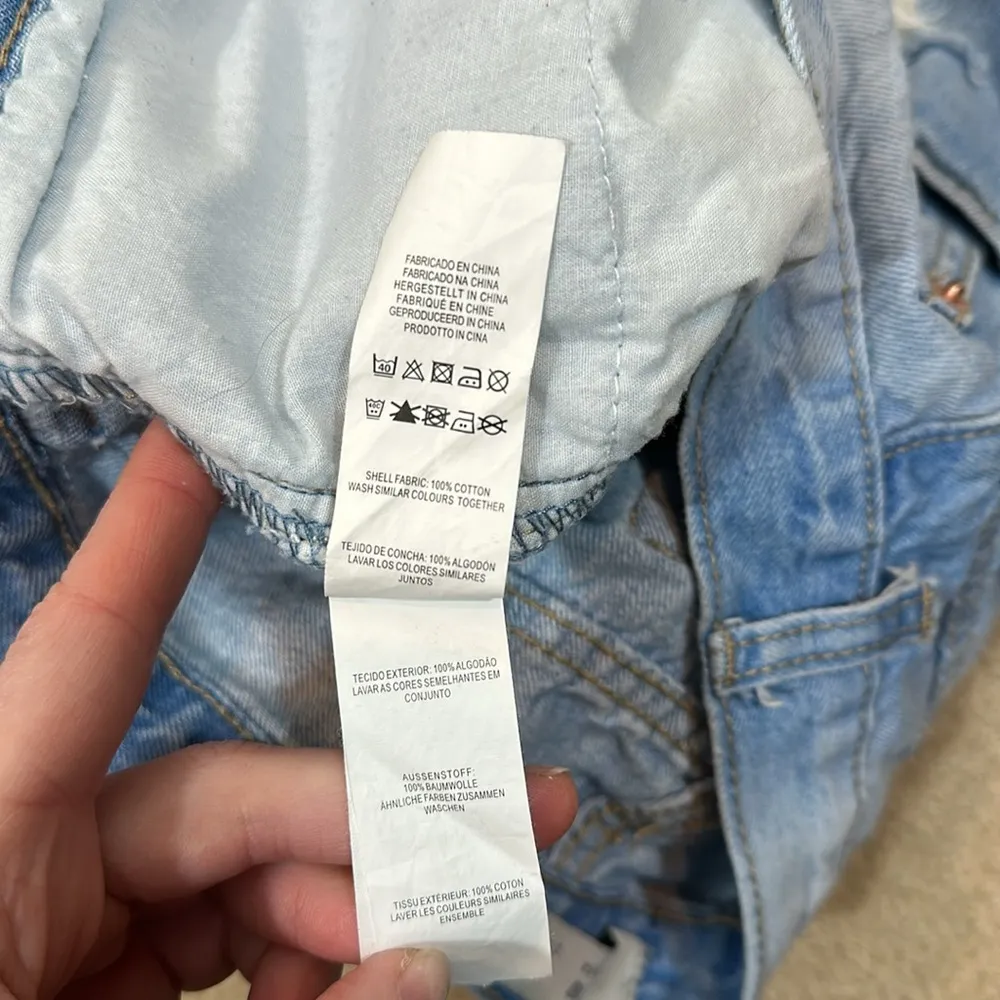 FABRICADO EN CHINA
FABRICADO NA CHINA
HERGESTELLT IN CHINA
FABRIQUÉ EN CHINE
GEPRODUCEERD IN CHINA
PRODOTTO IN CINA
40
40C
SHELL FABRIC: 100% COTTON
WASH SIMILAR COLOURS TOGETHER
TEJIDO DE CONCHA: 100% ALGODÓN
LAVAR LOS COLORES SIMILARES
JUNTOS
TECIDO EXTERIOR: 100% ALGODÃO
LAVAR AS CORES SEMELHANTES EM
CONJUNTO
AUSSENSTOFF:
100% BAUMWOLLE
ÄHNLICHE FARBEN ZUSAMMEN
WASCHEN
TISSU EXTÉRIEUR: 100% COTON
LAVER LES COULEURS SIMILAIRES
ENSEMBLE